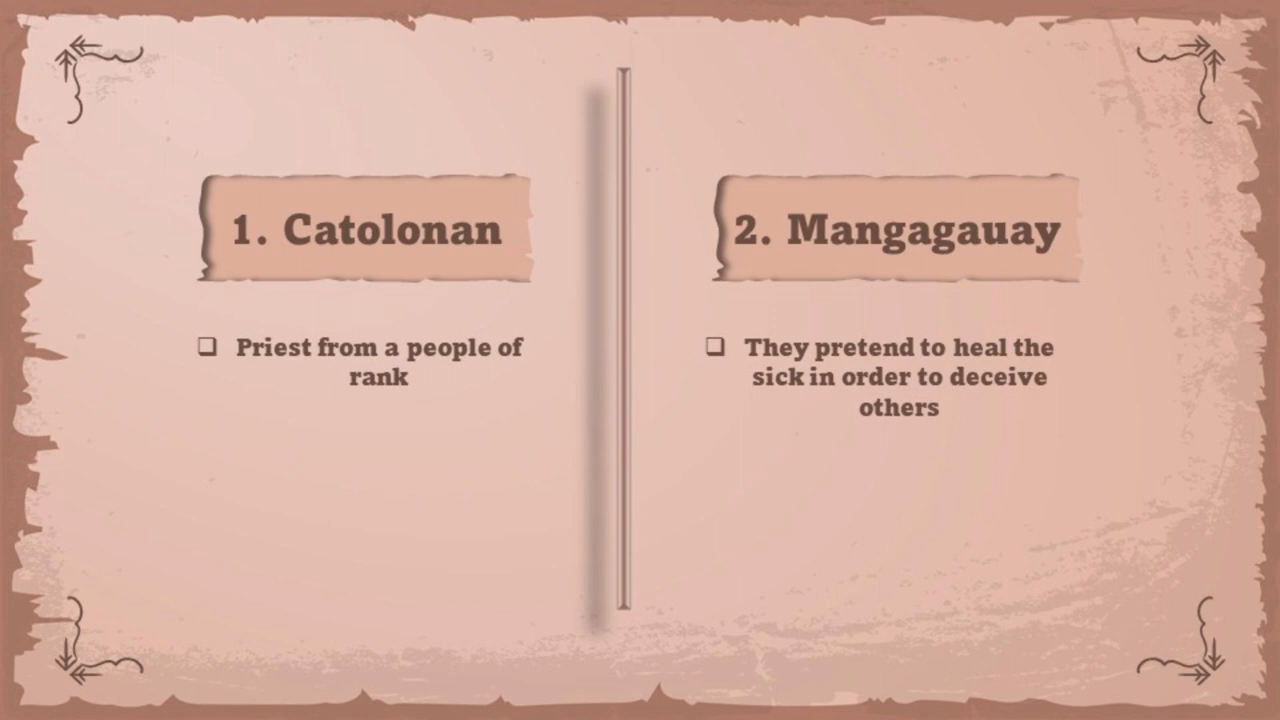 1. Catolonan
❑ Priest from a people of
rank
2. Mangagauay
❑ They pretend to heal the
sick in order to deceive
others